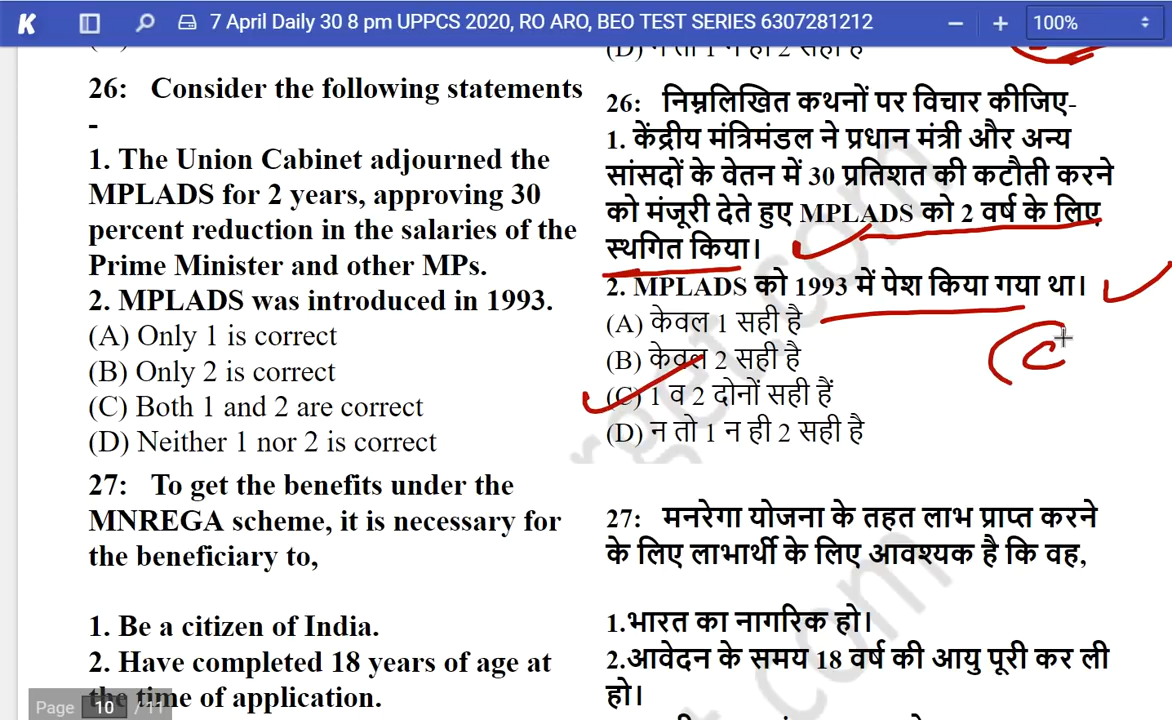 7 April Daily 30 8 pm UPPCS 2020, RO ARO, BEO TEST SERIES 6307281212
100%
26: Consider the following statements
-
1. The Union Cabinet adjourned the
MPLADS for 2 years, approving 30
percent reduction in the salaries of the
Prime Minister and other MPs.
2. MPLADS was introduced in 1993.
(A) Only 1 is correct
(B) Only 2 is correct
(C) Both 1 and 2 are correct
(D) Neither 1 nor 2 is correct
27: To get the benefits under the
MNREGA scheme, it is necessary for
the beneficiary to,
1. Be a citizen of India.
2. Have completed 18 years of age at
the time of application.
(D) न तो 1 न ही 2 सही है
26: निम्नलिखित कथनों पर विचार कीजिए-
1. केंद्रीय मंत्रिमंडल ने प्रधान मंत्री और अन्य
सांसदों के वेतन में 30 प्रतिशत की कटौती करने
को मंजूरी देते हुए MPLADS को 2 वर्ष के लिए
स्थगित किया।
2. MPLADS को 1993 में पेश किया गया था।
(A) केवल 1 सही है
(B) केवल 2 सही है
(C) 1 व 2 दोनों सही हैं
(D) न तो 1 न ही 2 सही है
C
27: मनरेगा योजना के तहत लाभ प्राप्त करने
के लिए लाभार्थी के लिए आवश्यक है कि वह,
1.भारत का नागरिक हो।
2.आवेदन के समय 18 वर्ष की आयु पूरी कर ली
हो।
Page 10 / 11